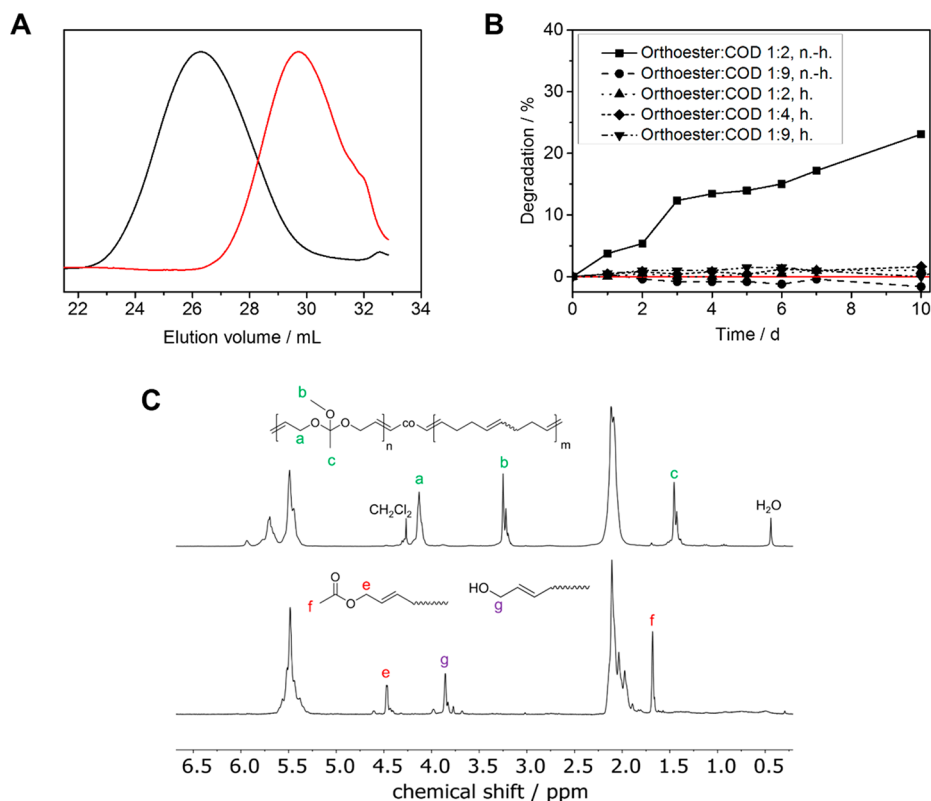 A
22 24 26 28 30 32 34
Elution volume / mL
B
40
30
20
10
0
Degradation / %
Orthoester:COD 1:2, n.-h.
Orthoester:COD 1:9, n.-h.
Orthoester:COD 1:2, h.
Orthoester:COD 1:4, h.
Orthoester:COD 1:9, h.
0 2 4 6 8 10
Time / d
C
b
O
O O
n co m
a
c
CH2Cl2 a b c H2O
O
f O e
HO
g
e g f
6.5 6.0 5.5 5.0 4.5 4.0 3.5 3.0 2.5 2.0 1.5 1.0 0.5
chemical shift / ppm